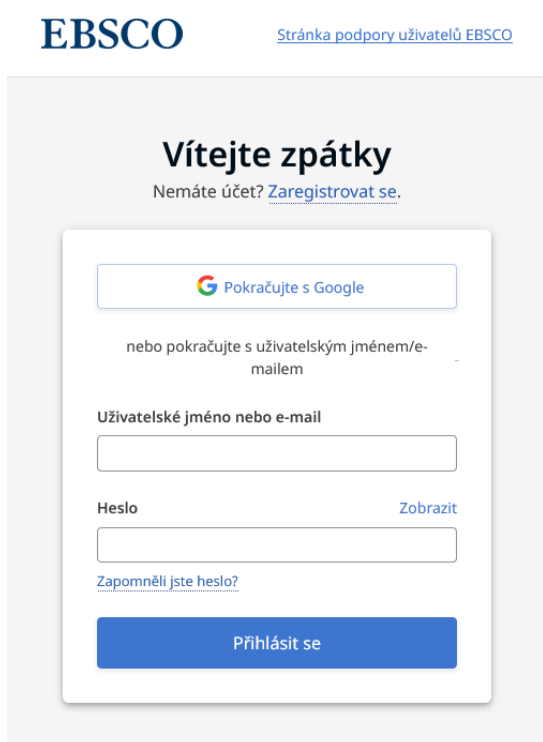 EBSCO
Stránka podpory uživatelů EBSCO
Vítejte zpátky
Nemáte účet? Zaregistrovat se.
Pokračujte s Google
nebo pokračujte s uživatelským jménem/e-
mailem
Uživatelské jméno nebo e-mail
Heslo
Zobrazit
Zapomněli jste heslo?
Přihlásit se